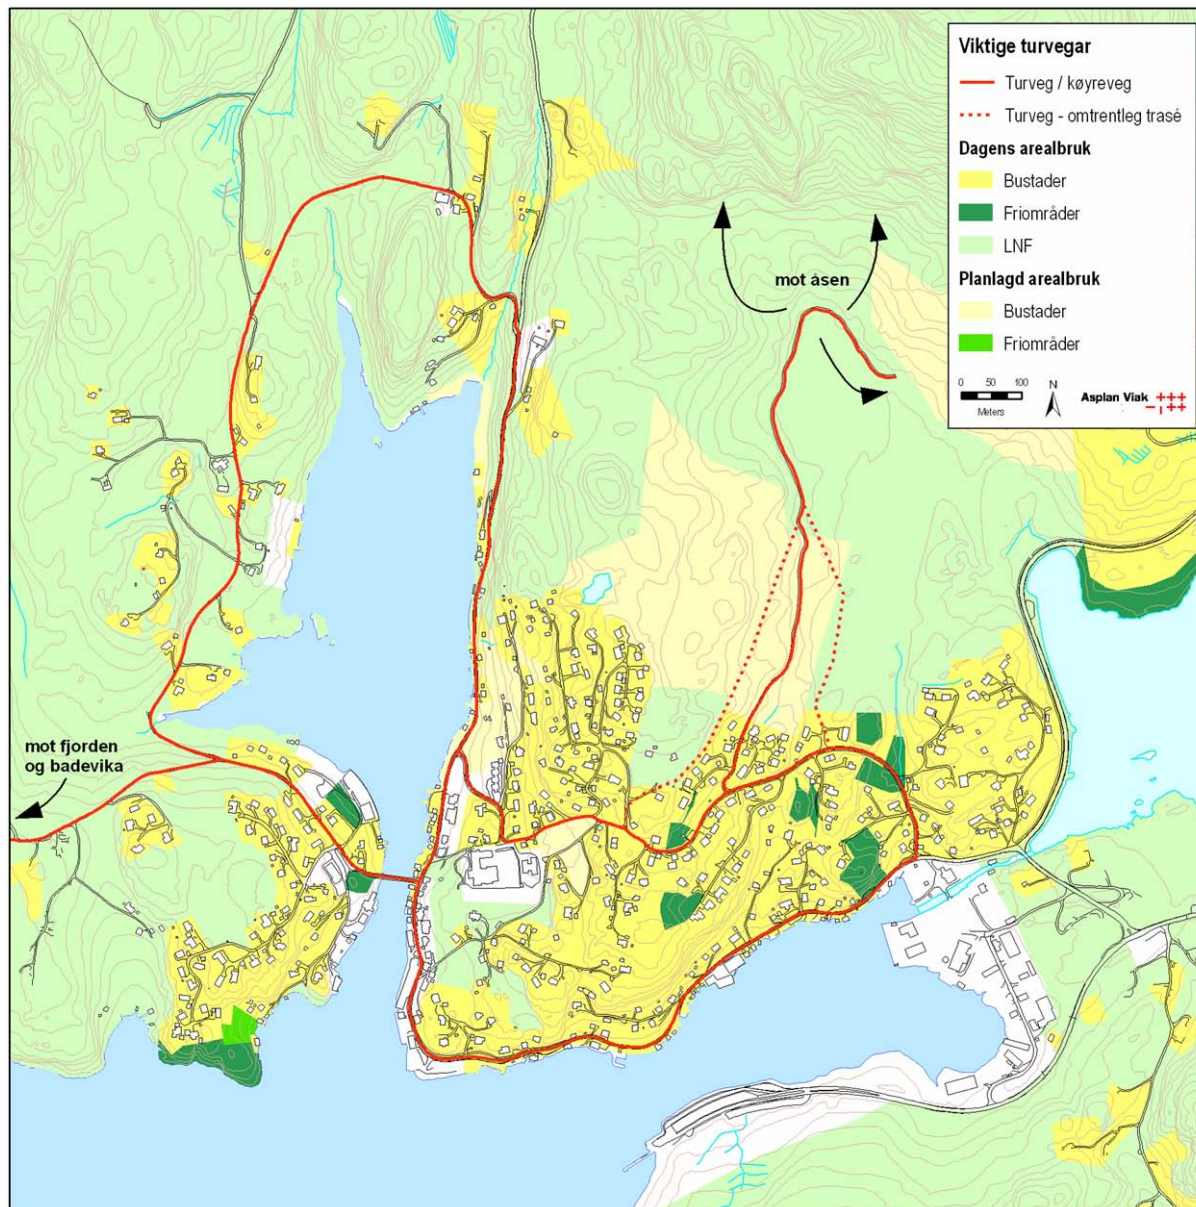 Viktige turvegar
Turveg / køyreveg
Turveg - omtrentleg trasé
Dagens arealbruk
Bustader
Friområder
LNF
Planlagd arealbruk
Bustader
Friområder
0 50 100
Meters
N
Asplan Viak
mot åsen
mot fjorden
og badevika